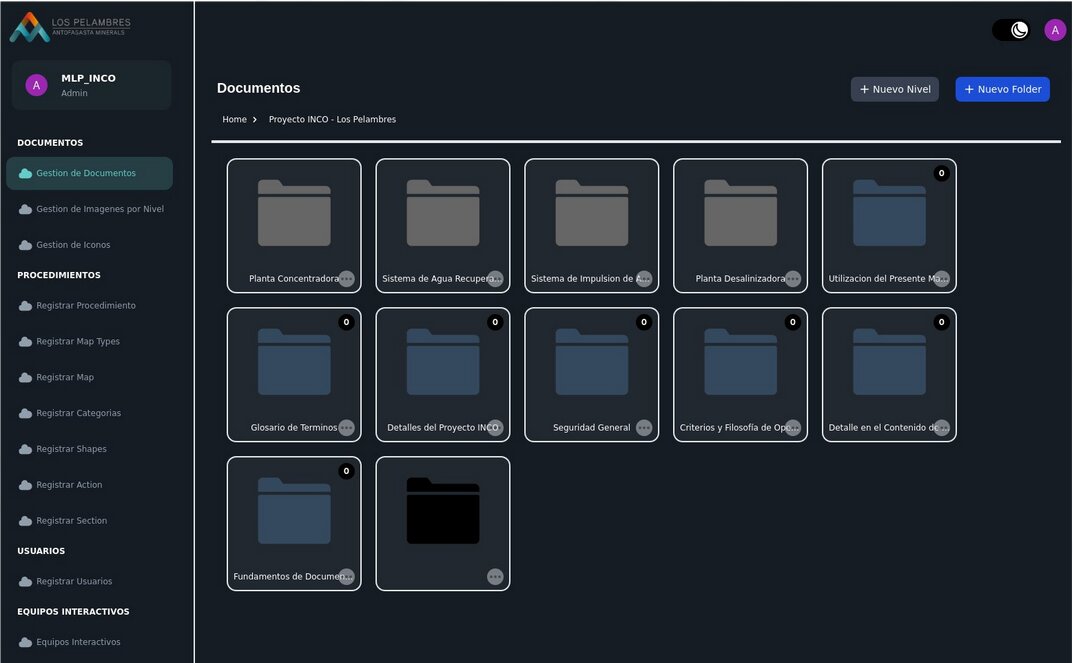 LOS PELAMBRES
ANTOFAGASTA MINERALS
A
A
MLP_INCO
Admin
DOCUMENTOS
Gestion de Documentos
Gestion de Imagenes por Nivel
Gestion de Iconos
PROCEDIMIENTOS
Registrar Procedimiento
Registrar Map Types
Registrar Map
Registrar Categorias
Registrar Shapes
Registrar Action
Registrar Section
USUARIOS
Registrar Usuarios
EQUIPOS INTERACTIVOS
Equipos Interactivos
Documentos
+ Nuevo Nivel
+ Nuevo Folder
Home > Proyecto INCO - Los Pelambres
Planta Concentradora
Sistema de Agua Recupera...
Sistema de Impulsion de A...
Planta Desalinizadora
0
Utilizacion del Presente Ma...
0
Glosario de Terminos
0
Detalles del Proyecto INCO
0
Seguridad General
0
Criterios y Filosofía de Ope...
0
Detalle en el Contenido de ...
0
Fundamentos de Documen...